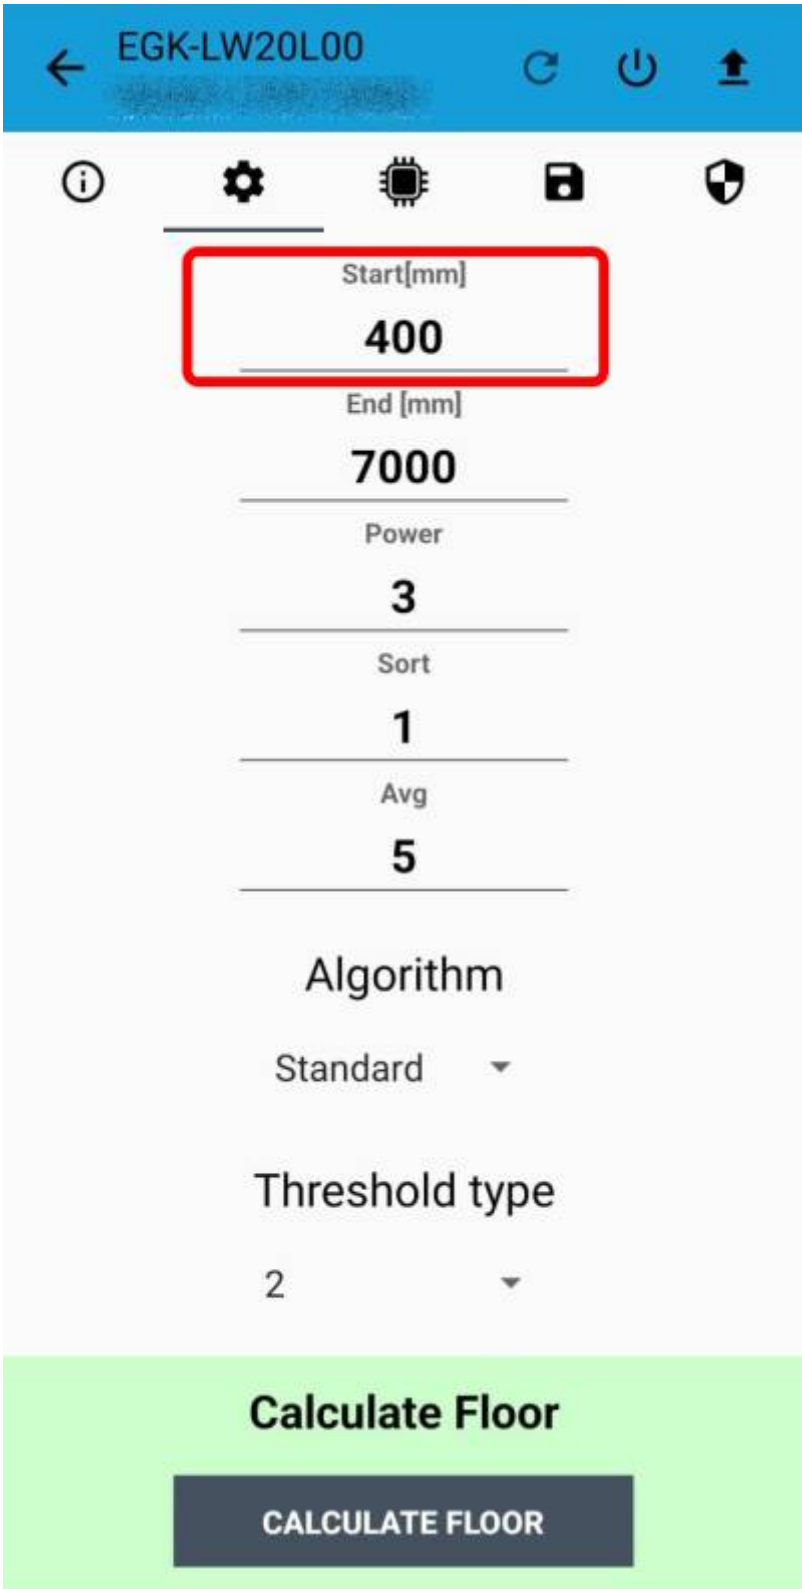 EGK-LW20L00
Start[mm]
400
End [mm]
7000
Power
3
Sort
1
Avg
5
Algorithm
Standard
Threshold type
2
Calculate Floor
CALCULATE FLOOR